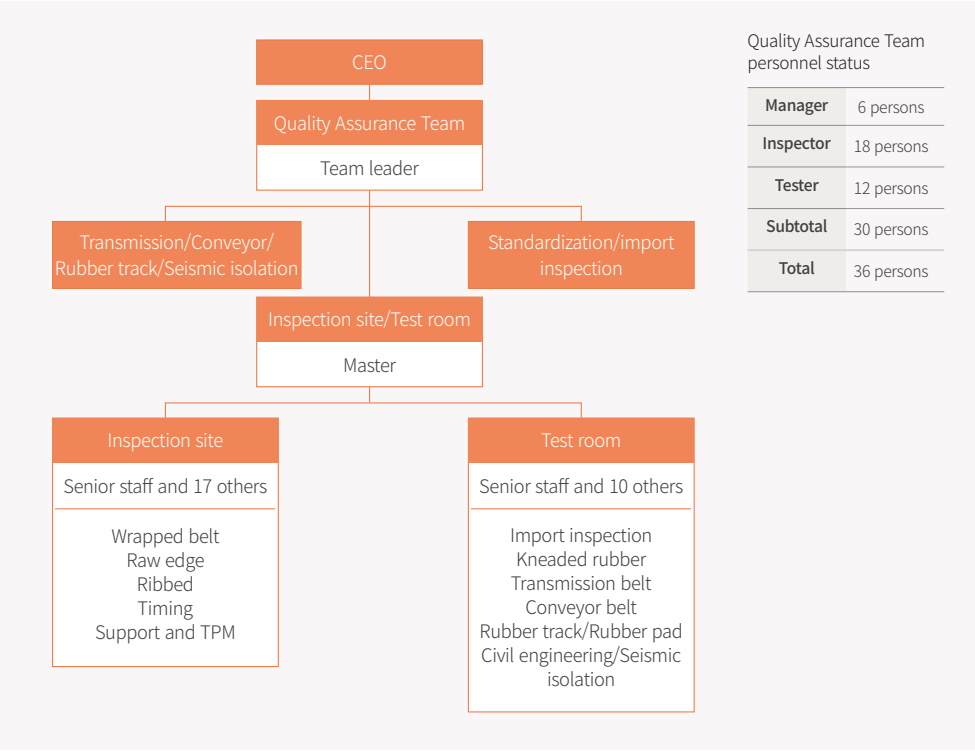 CEO
Quality Assurance Team
Team leader
Transmission/Conveyor/
Rubber track/Seismic isolation
Standardization/import
inspection
Inspection site/Test room
Master
Inspection site
Senior staff and 17 others
Wrapped belt
Raw edge
Ribbed
Timing
Support and TPM
Test room
Senior staff and 10 others
Import inspection
Kneaded rubber
Transmission belt
Conveyor belt
Rubber track/Rubber pad
Civil engineering/Seismic
isolation
Quality Assurance Team
personnel status
Manager 6 persons
Inspector 18 persons
Tester 12 persons
Subtotal 30 persons
Total 36 persons